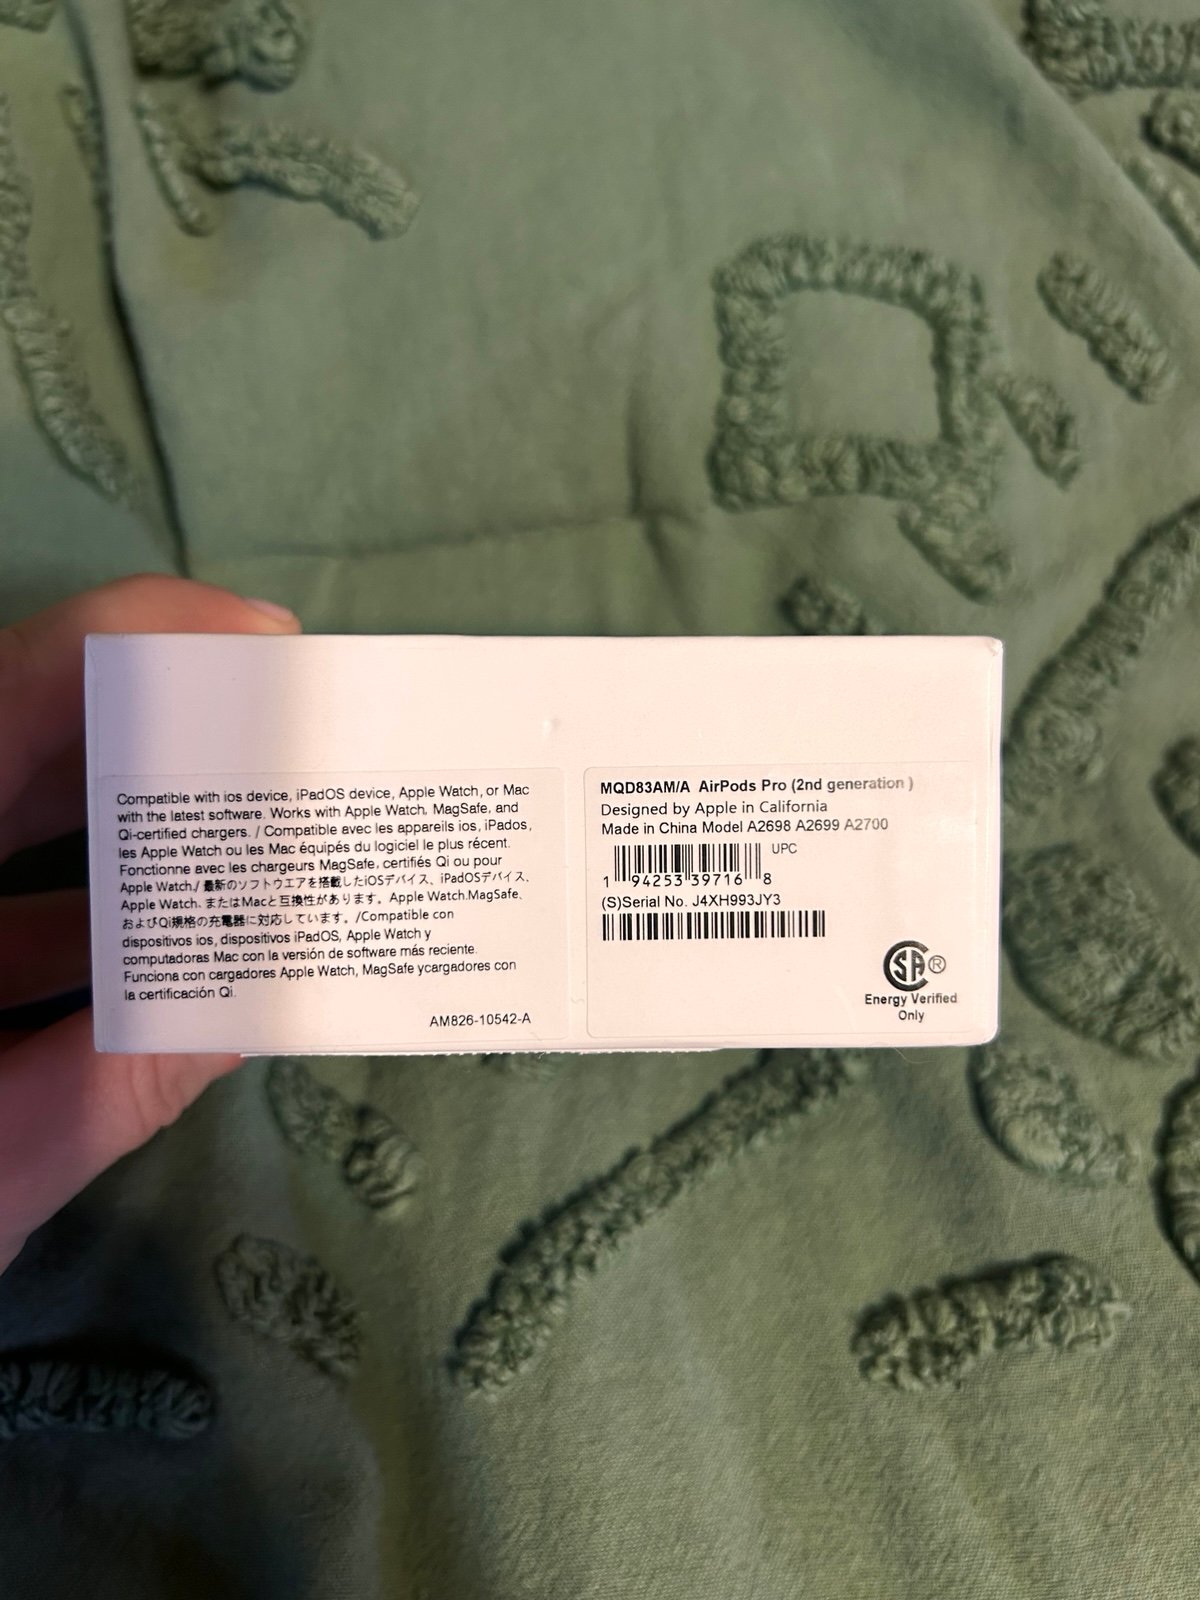 Compatible with ios device, iPadOS device, Apple Watch, or Mac
with the latest software. Works with Apple Watch, MagSafe, and
Qi-certified chargers. / Compatible avec les appareils ios, iPados,
les Apple Watch ou les Mac équipés du logiciel le plus récent.
Fonctionne avec les chargeurs MagSafe, certifiés Qi ou pour
Apple Watch./ 最新のソフトウエアを搭載したiOSデバイス、iPadOSデバイス、
Apple Watch、またはMacと互換性があります。Apple Watch.MagSafe、
およびQi規格の充電器に対応しています。/Compatible con
dispositivos ios, dispositivos iPadOS, Apple Watch y
computadoras Mac con la versión de software más reciente.
Funciona con cargadores Apple Watch, MagSafe ycargadores con
la certificación Qi.
AM826-10542-A
MQD83AM/A AirPods Pro (2nd generation )
Designed by Apple in California
Made in China Model A2698 A2699 A2700
UPC
1 94253 39716 8
(S)Serial No. J4XH993JY3
SA®
Energy Verified
Only